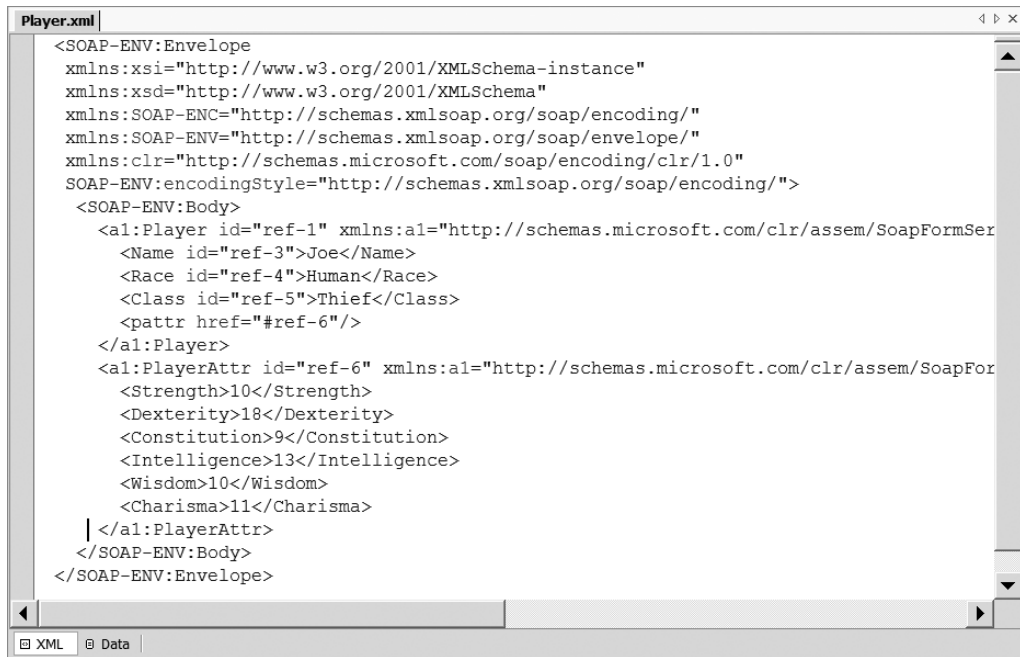 Player.xml
<SOAP-ENV:Envelope
xmlns:xsi="http://www.w3.org/2001/XMLSchema-instance"
xmlns:xsd="http://www.w3.org/2001/XMLSchema"
xmlns:SOAP-ENC="http://schemas.xmlsoap.org/soap/encoding/"
xmlns:SOAP-ENV="http://schemas.xmlsoap.org/soap/envelope/"
xmlns:clr="http://schemas.microsoft.com/soap/encoding/clr/1.0"
SOAP-ENV:encodingStyle="http://schemas.xmlsoap.org/soap/encoding/">
<SOAP-ENV:Body>
<a1:Player id="ref-1" xmlns:a1="http://schemas.microsoft.com/clr/assem/SoapFormSer
<Name id="ref-3">Joe</Name>
<Race id="ref-4">Human</Race>
<Class id="ref-5">Thief</Class>
<pattr href="#ref-6"/>
</a1:Player>
<a1:PlayerAttr id="ref-6" xmlns:a1="http://schemas.microsoft.com/clr/assem/SoapFor
<Strength>10</Strength>
<Dexterity>18</Dexterity>
<Constitution>9</Constitution>
<Intelligence>13</Intelligence>
<Wisdom>10</Wisdom>
<Charisma>11</Charisma>
</a1:PlayerAttr>
</SOAP-ENV:Body>
</SOAP-ENV:Envelope>
XML Data